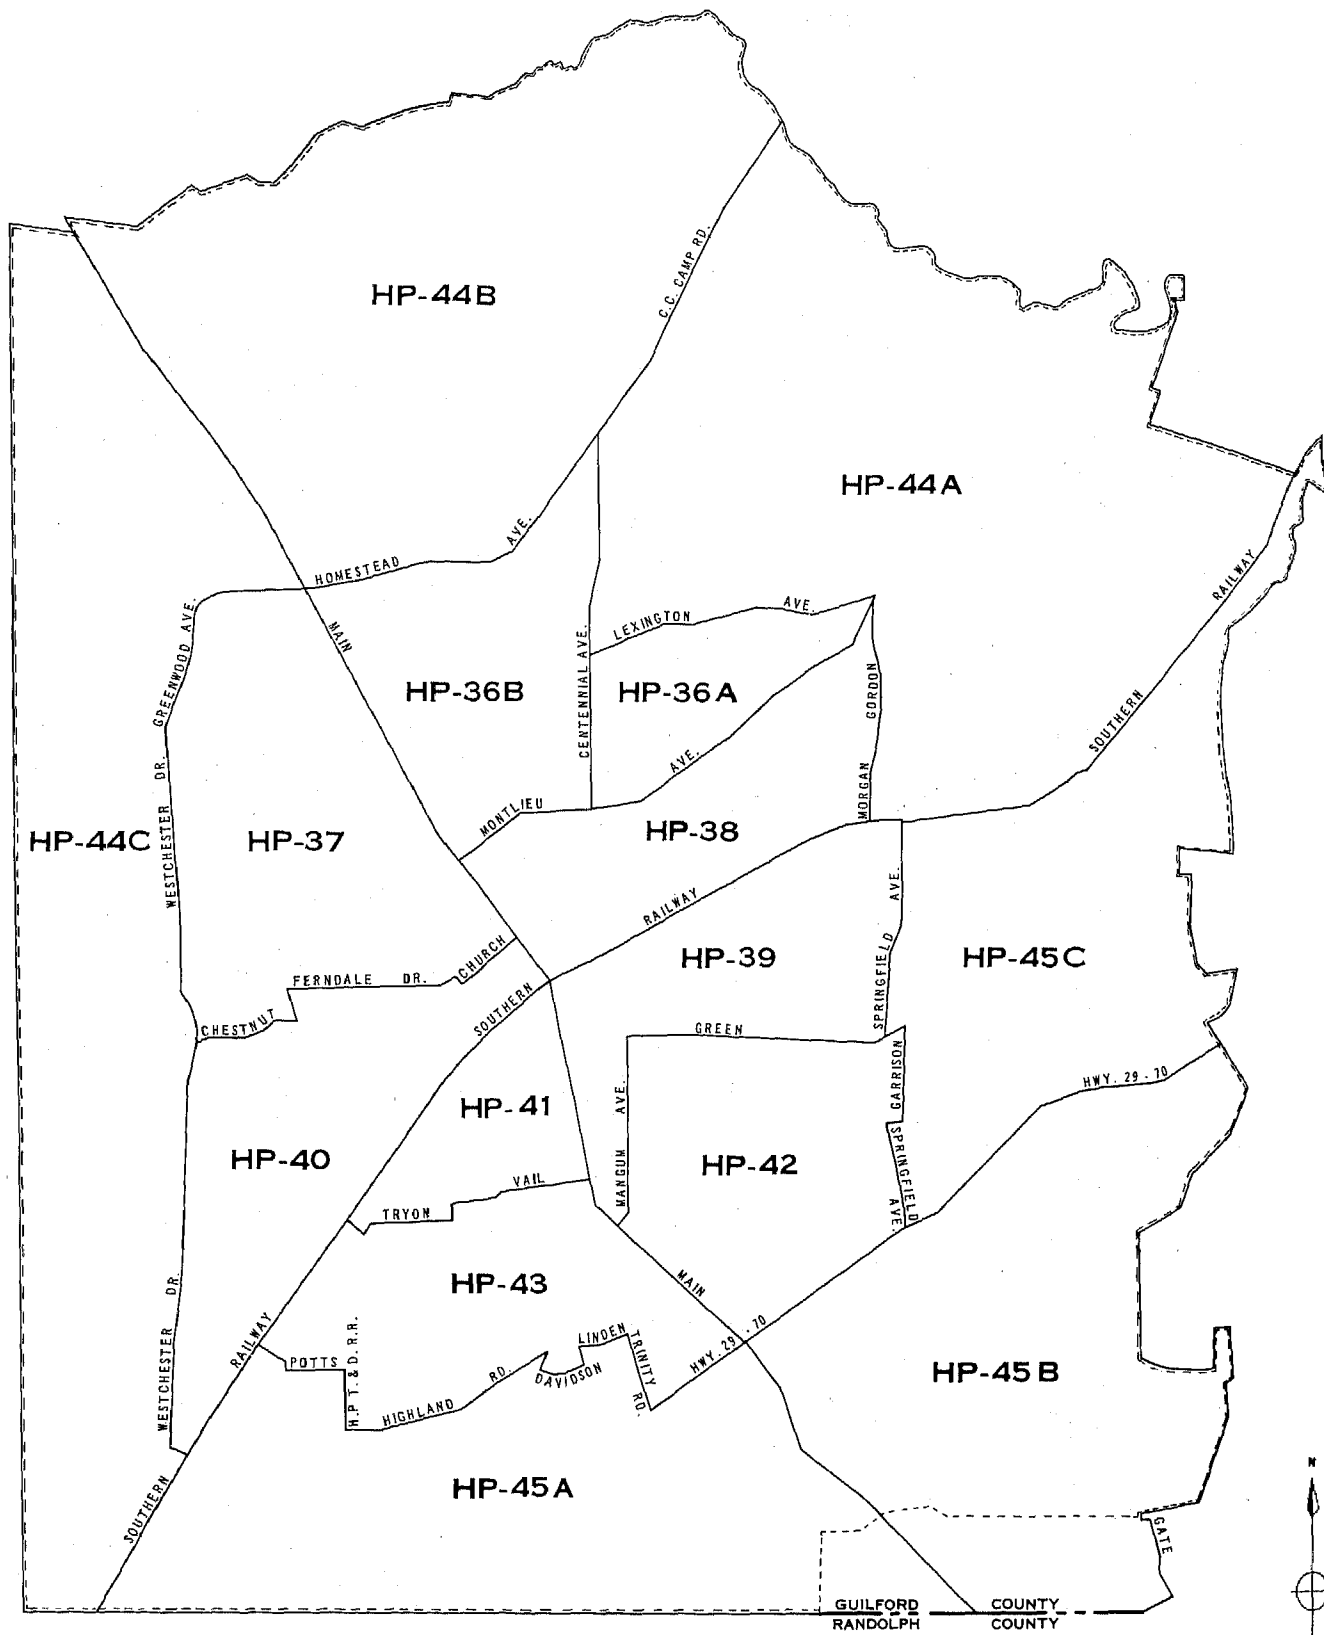 HP-44B
C.C. CAMP RD.
HP-44A
HOMESTEAD AVE.
RAILWAY
SOUTHERN
GREENWOOD AVE.
MAIN
LEXINGTON AVE.
CENTENNIAL AVE.
HP-36B
HP-36A
GORDON
MORGAN
WESTCHESTER DR.
MONTLIEU AVE.
HP-44C
HP-37
HP-38
RAILWAY
SPRINGFIELD AVE.
CHURCH
HP-39
HP-45C
FERNDALE DR.
SOUTHERN
CHESTNUT
GREEN
GARRISON
HWY. 29-70
MANGUM AVE.
HP-41
HP-40
HP-42
SPRINGFIELD AVE.
VAIL
TRYON
HP-43
MAIN
WESTCHESTER DR.
RAILWAY
POTTS
H.P.T. & D.R.R.
LINDEN
DAVIDSON
TRINITY RD.
HWY. 29-70
HIGHLAND RD.
HP-45B
HP-45A
SOUTHERN
N
GATE
GUILFORD COUNTY
RANDOLPH COUNTY